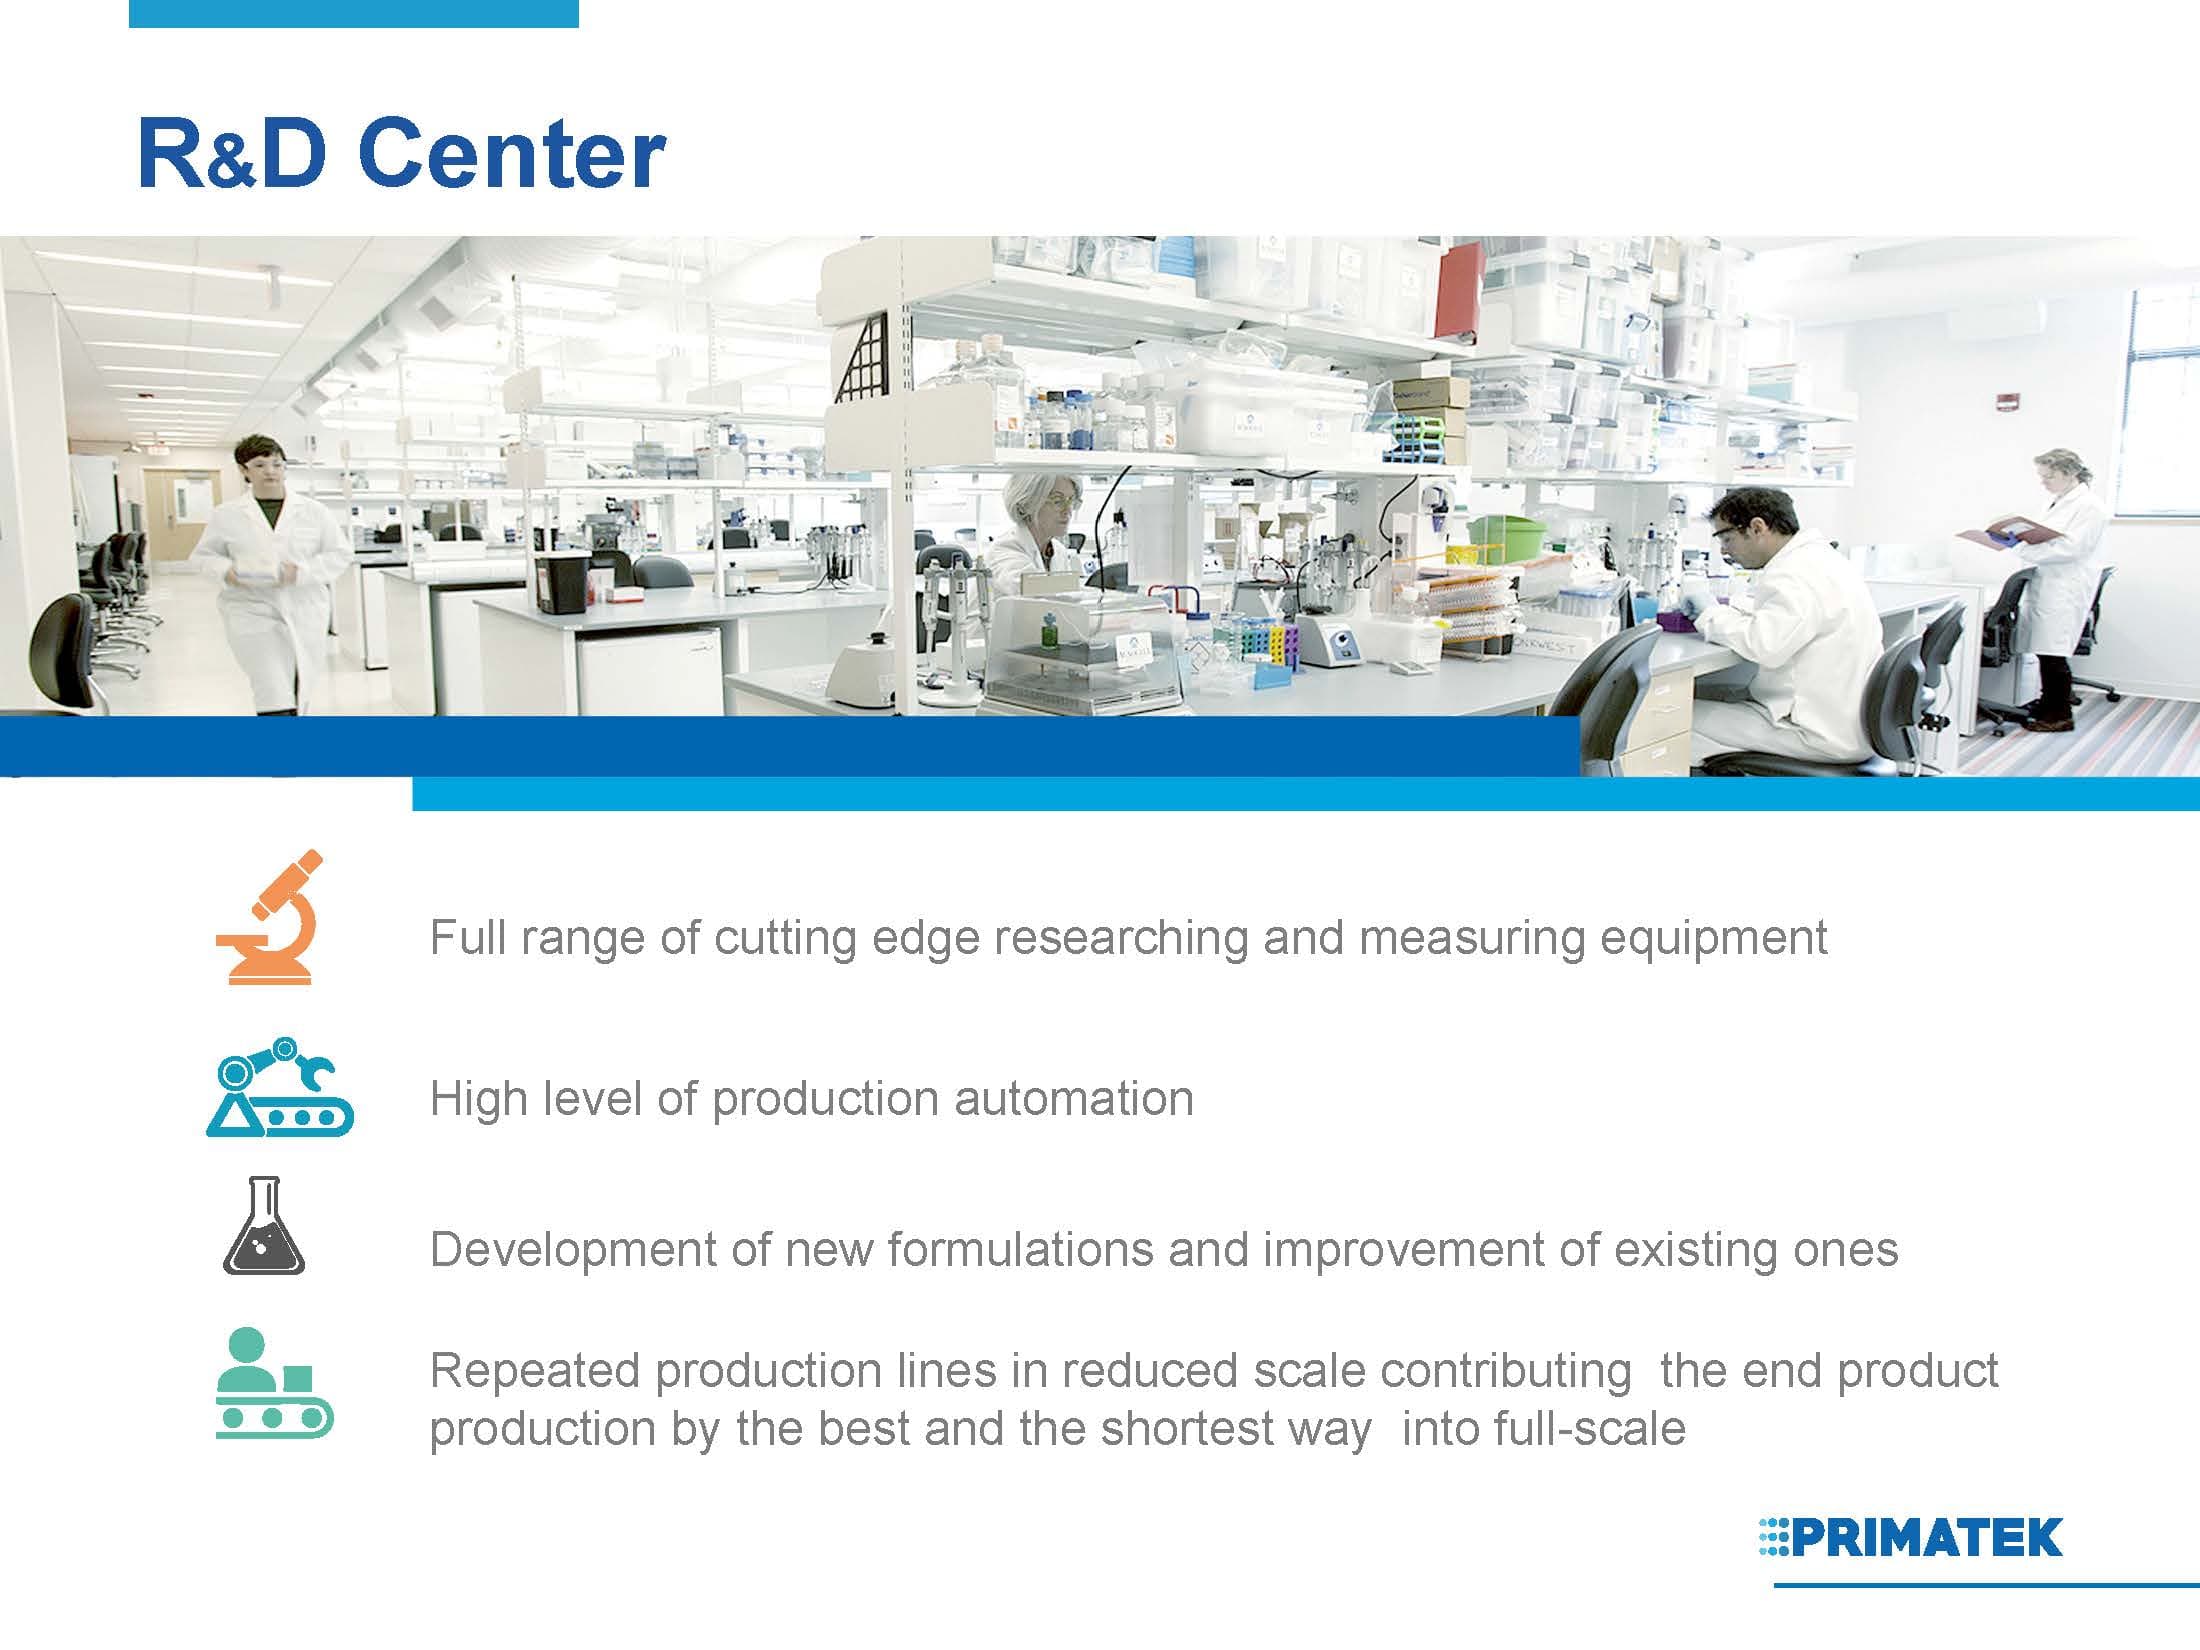 R&D Center
Full range of cutting edge researching and measuring equipment
High level of production automation
Development of new formulations and improvement of existing ones
Repeated production lines in reduced scale contributing  the end product
production by the best and the shortest way  into full-scale
PRIMATEK